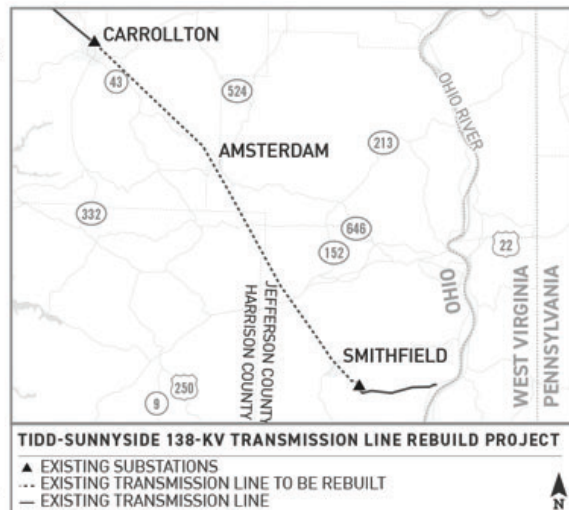 CARROLLTON
43
524
OHIO RIVER
AMSTERDAM
213
332
646
152
22
OHIO
WEST VIRGINIA
PENNSYLVANIA
JEFFERSON COUNTY
HARRISON COUNTY
SMITHFIELD
250
9
TIDD-SUNNYSIDE 138-KV TRANSMISSION LINE REBUILD PROJECT
EXISTING SUBSTATIONS
EXISTING TRANSMISSION LINE TO BE REBUILT
EXISTING TRANSMISSION LINE
N